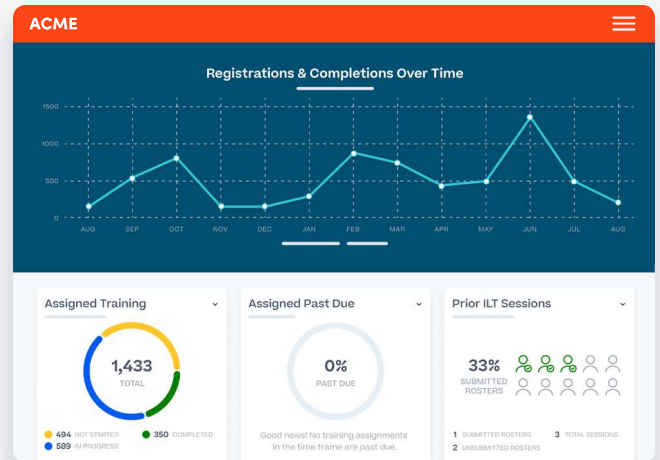 ACME
Registrations & Completions Over Time
1500
1000
500
0
AUG SEP OOT NOV DEC JAN FEB MAR APR MAY JUN JUL AUG
Assigned Training
1,433
TOTAL
494 NOT STARTED 350 COMPLETED
589 IN PROGRESS
Assigned Past Due
0%
PAST DUE
Good news! No training assignments
in the time frame are past due.
Prior ILT Sessions
33%
SUBMITTED
ROSTERS
1 SUBMITTED ROSTERS 3 TOTAL SESSIONS
2 UNSUBMITTED ROSTERS